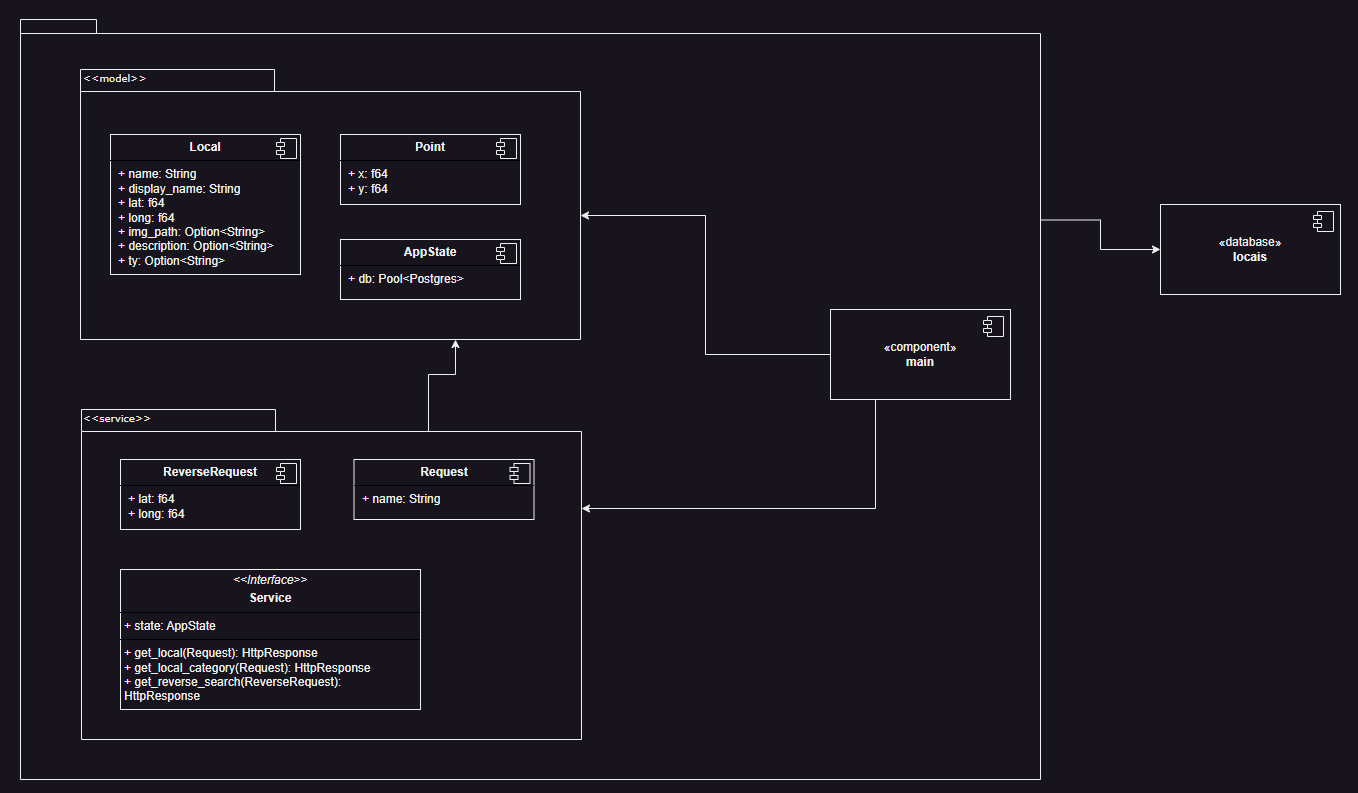 <<model>>
Local
+ name: String
+ display_name: String
+ lat: f64
+ long: f64
+ img_path: Option<String>
+ description: Option<String>
+ ty: Option<String>
Point
+ x: f64
+ y: f64
AppState
+ db: Pool<Postgres>
«database»
locais
«component»
main
<<service>>
ReverseRequest
+ lat: f64
+ long: f64
Request
+ name: String
<<Interface>>
Service
+ state: AppState
+ get_local(Request): HttpResponse
+ get_local_category(Request): HttpResponse
+ get_reverse_search(ReverseRequest):
HttpResponse